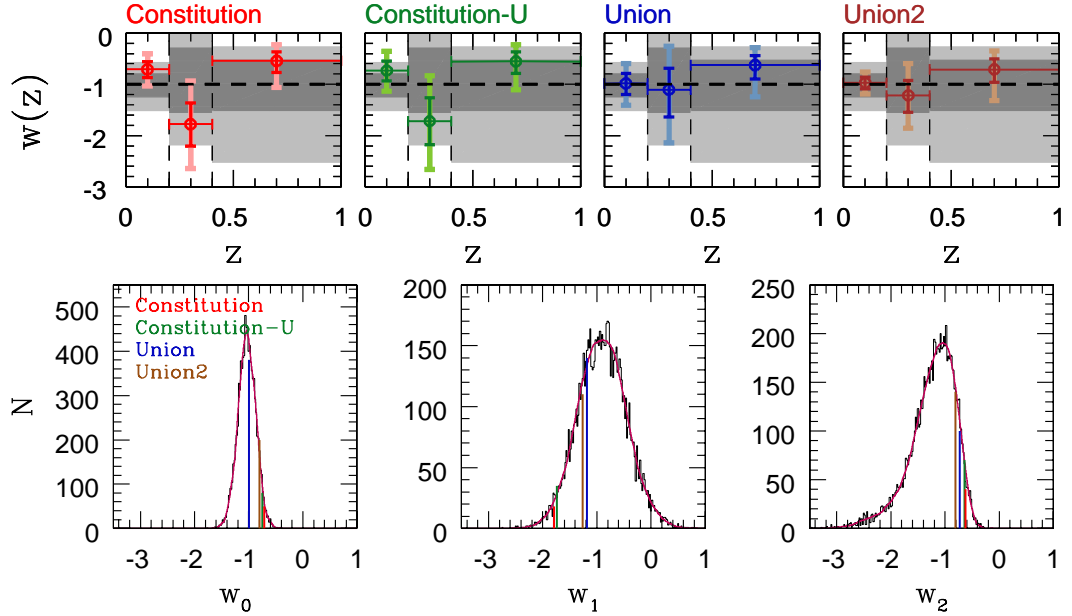 Constitution Constitution-U Union Union2
w(z)
0
-1
-2
-3
0 0.5 1 0 0.5 1 0 0.5 1 0 0.5 1
z z z z
N
500
400
300
200
100
0
Constitution
Constitution-U
Union
Union2
-3 -2 -1 0 1
w0
200
150
100
50
0
-3 -2 -1 0 1
w1
250
200
150
100
50
0
-3 -2 -1 0 1
w2